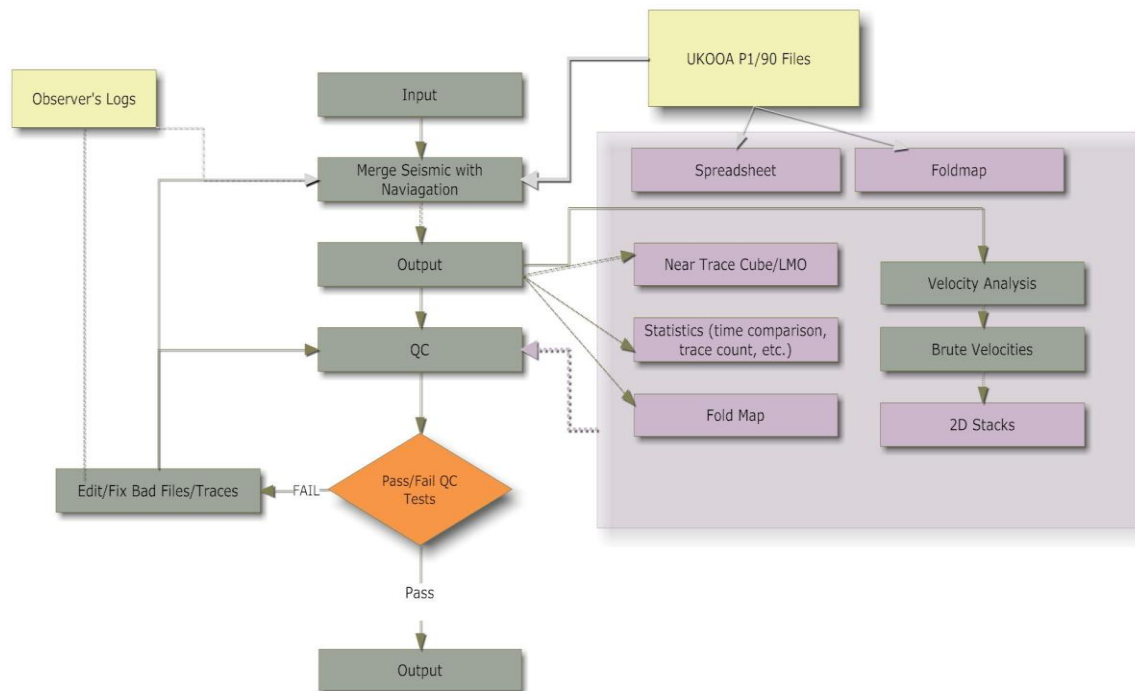 UKOOA P1/90 Files
Observer's Logs
Input
Merge Seismic with
Naviagation
Spreadsheet
Foldmap
Output
Near Trace Cube/LMO
Velocity Analysis
Statistics (time comparison,
trace count, etc.)
QC
Brute Velocities
Fold Map
2D Stacks
Pass/Fail QC
Tests
FAIL
Edit/Fix Bad Files/Traces
Pass
Output